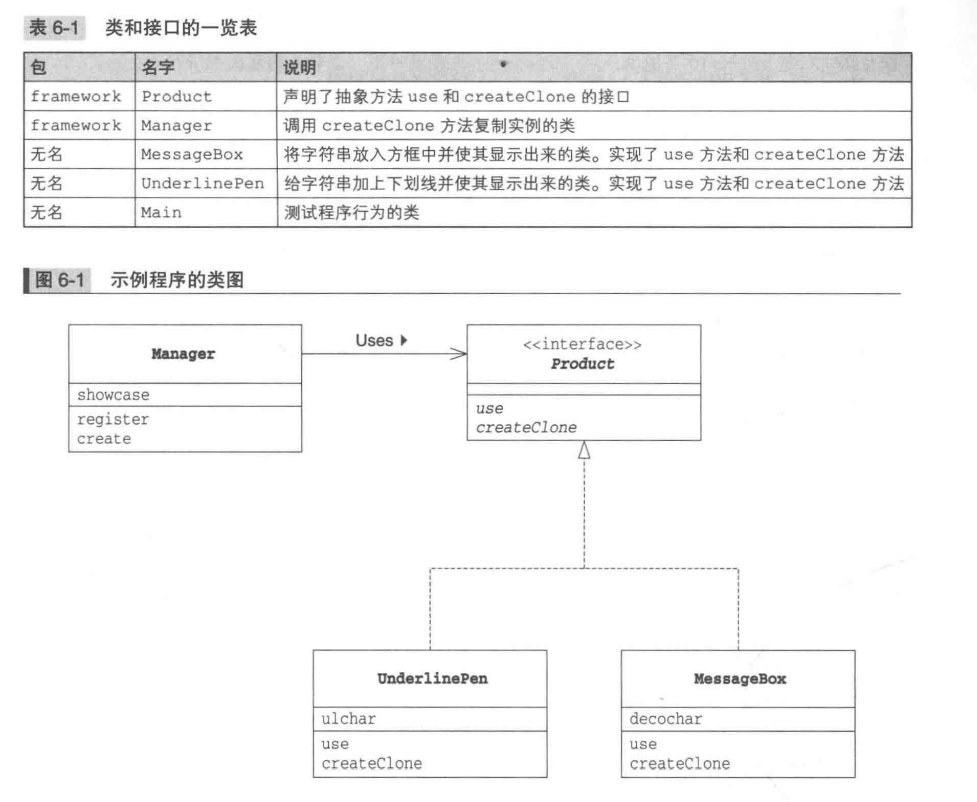 表 6-1 类和接口的一览表
包 名字 说明
framework Product 声明了抽象方法 use 和 createClone 的接口
framework Manager 调用 createClone 方法复制实例的类
无名 MessageBox 将字符串放入方框中并使其显示出来的类。实现了 use 方法和 createClone 方法
无名 UnderlinePen 给字符串加上下划线并使其显示出来的类。实现了 use 方法和 createClone 方法
无名 Main 测试程序行为的类
图 6-1 示例程序的类图
Manager
showcase
register
create
Uses
<<interface>>
Product
use
createClone
UnderlinePen
ulchar
use
createClone
MessageBox
decochar
use
createClone